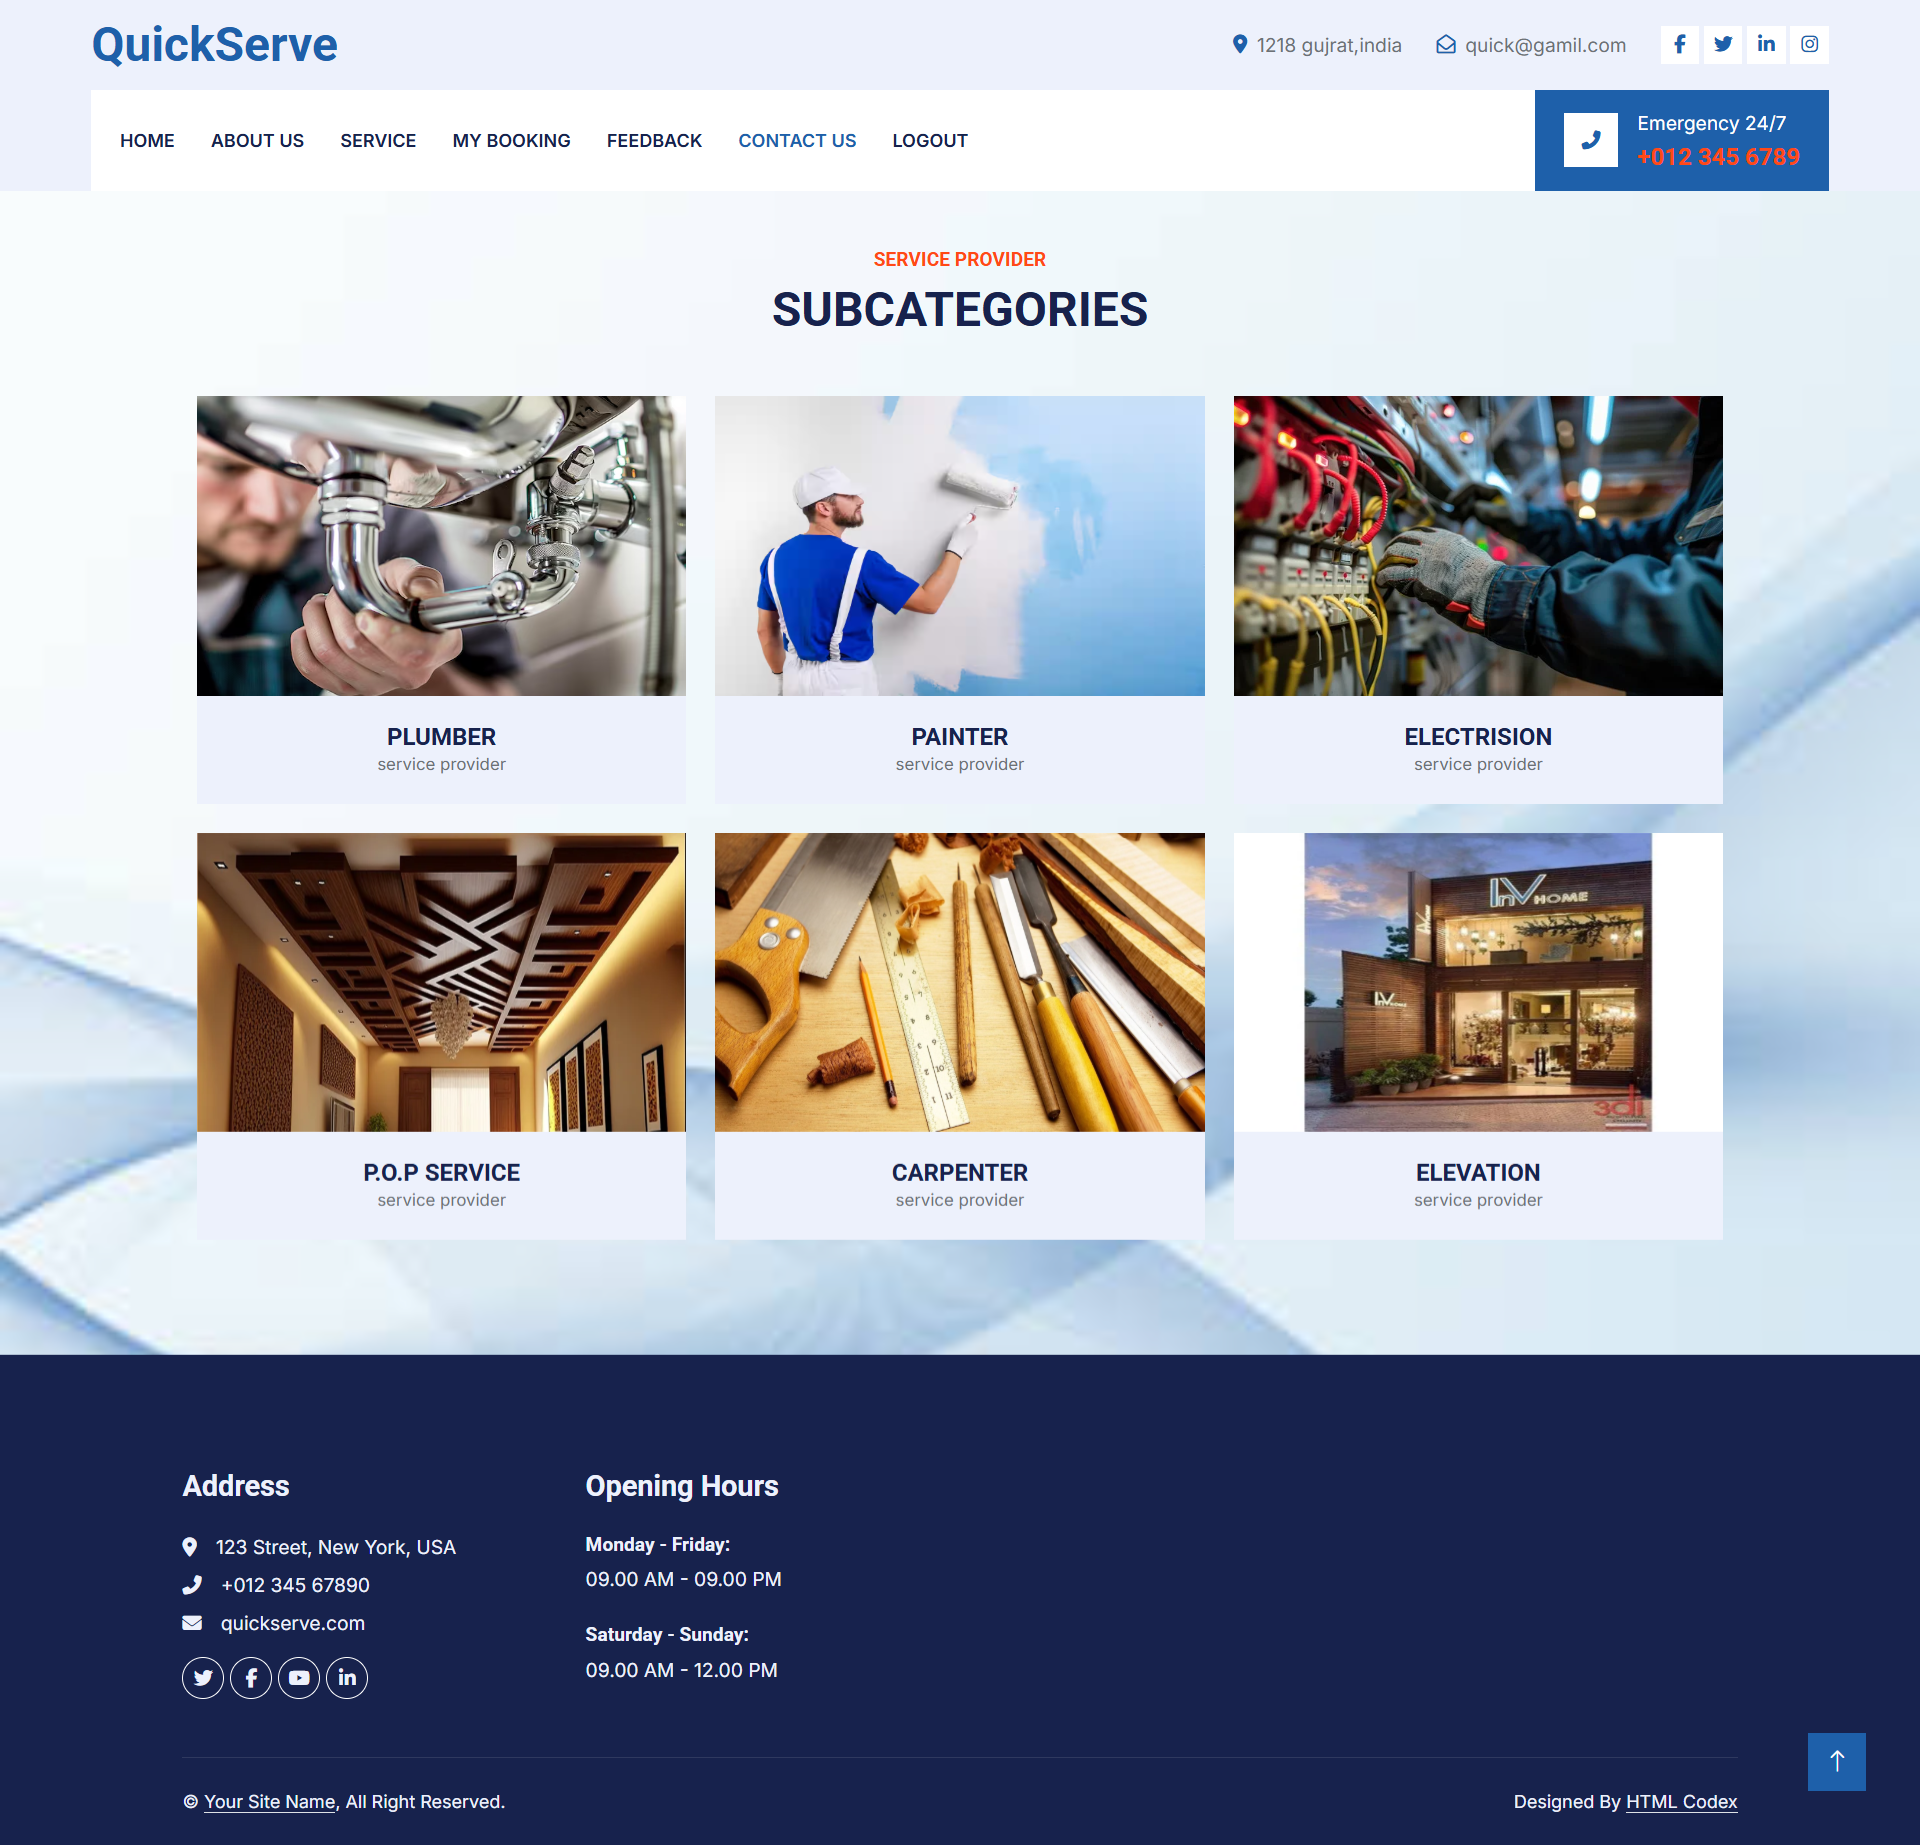 QuickServe
1218 gujrat,india
quick@gamil.com
HOME ABOUT US SERVICE MY BOOKING FEEDBACK CONTACT US LOGOUT
Emergency 24/7
+012 345 6789
SERVICE PROVIDER
SUBCATEGORIES
PLUMBER
service provider
PAINTER
service provider
ELECTRISION
service provider
InV HOME
3di
P.O.P SERVICE
service provider
CARPENTER
service provider
ELEVATION
service provider
Address
123 Street, New York, USA
+012 345 67890
quickserve.com
Opening Hours
Monday - Friday:
09.00 AM - 09.00 PM
Saturday - Sunday:
09.00 AM - 12.00 PM
© Your Site Name, All Right Reserved.
Designed By HTML Codex